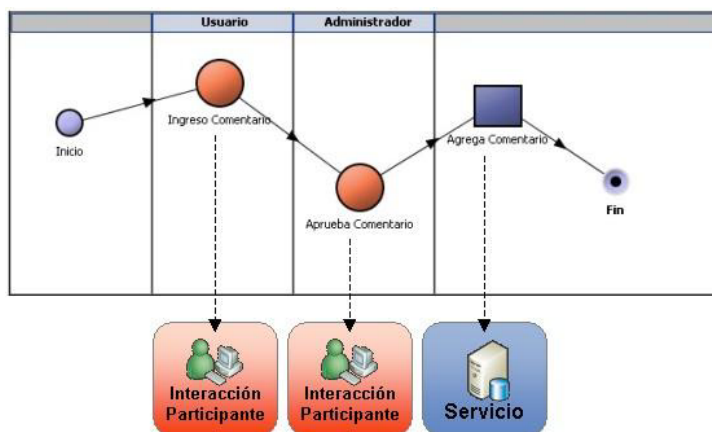 Usuario
Administrador
Ingreso Comentario
Inicio
Agrega Comentario
Aprueba Comentario
Fin
Interacción
Participante
Interacción
Participante
Servicio